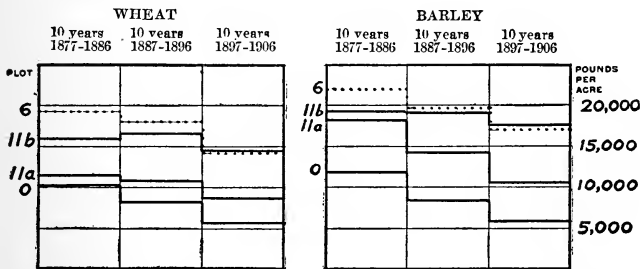 WHEAT
10 years 10 years 10 years
1877-1886 1887-1896 1897-1906
PLOT
6
11b
11a
0
BARLEY
10 years 10 years 10 years
1877-1886 1887-1896 1897-1906
6
11b
11a
0
POUNDS
PER
ACRE
20,000
15,000
10,000
5,000